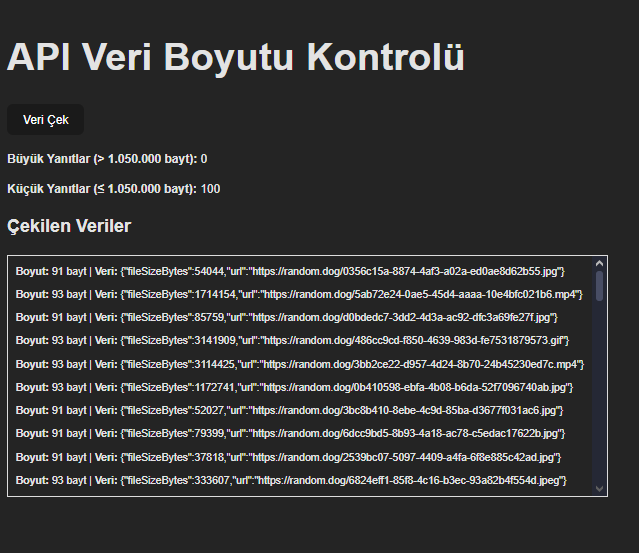 API Veri Boyutu Kontrolü
Veri Çek
Büyük Yanıtlar (> 1.050.000 bayt): 0
Küçük Yanıtlar (≤ 1.050.000 bayt): 100
Çekilen Veriler
Boyut: 91 bayt | Veri: {"fileSizeBytes":54044,"url":"https://random.dog/0356c15a-8874-4af3-a02a-ed0ae8d62b55.jpg"}
Boyut: 93 bayt | Veri: {"fileSizeBytes":1714154,"url":"https://random.dog/5ab72e24-0ae5-45d4-aaaa-10e4bfc021b6.mp4"}
Boyut: 91 bayt | Veri: {"fileSizeBytes":85759,"url":"https://random.dog/d0bdedc7-3dd2-4d3a-ac92-dfc3a69fe27f.jpg"}
Boyut: 93 bayt | Veri: {"fileSizeBytes":3141909,"url":"https://random.dog/486cc9cd-f850-4639-983d-fe7531879573.gif"}
Boyut: 93 bayt | Veri: {"fileSizeBytes":3114425,"url":"https://random.dog/3bb2ce22-d957-4d24-8b70-24b45230ed7c.mp4"}
Boyut: 93 bayt | Veri: {"fileSizeBytes":1172741,"url":"https://random.dog/0b410598-ebfa-4b08-b6da-52f7096740ab.jpg"}
Boyut: 91 bayt | Veri: {"fileSizeBytes":52027,"url":"https://random.dog/3bc8b410-8ebe-4c9d-85ba-d3677f031ac6.jpg"}
Boyut: 91 bayt | Veri: {"fileSizeBytes":79399,"url":"https://random.dog/6dcc9bd5-8b93-4a18-ac78-c5edac17622b.jpg"}
Boyut: 91 bayt | Veri: {"fileSizeBytes":37818,"url":"https://random.dog/2539bc07-5097-4409-a4fa-6f8e885c42ad.jpg"}
Boyut: 93 bayt | Veri: {"fileSizeBytes":333607,"url":"https://random.dog/6824eff1-85f8-4c16-b3ec-93a82b4f554d.jpeg"}